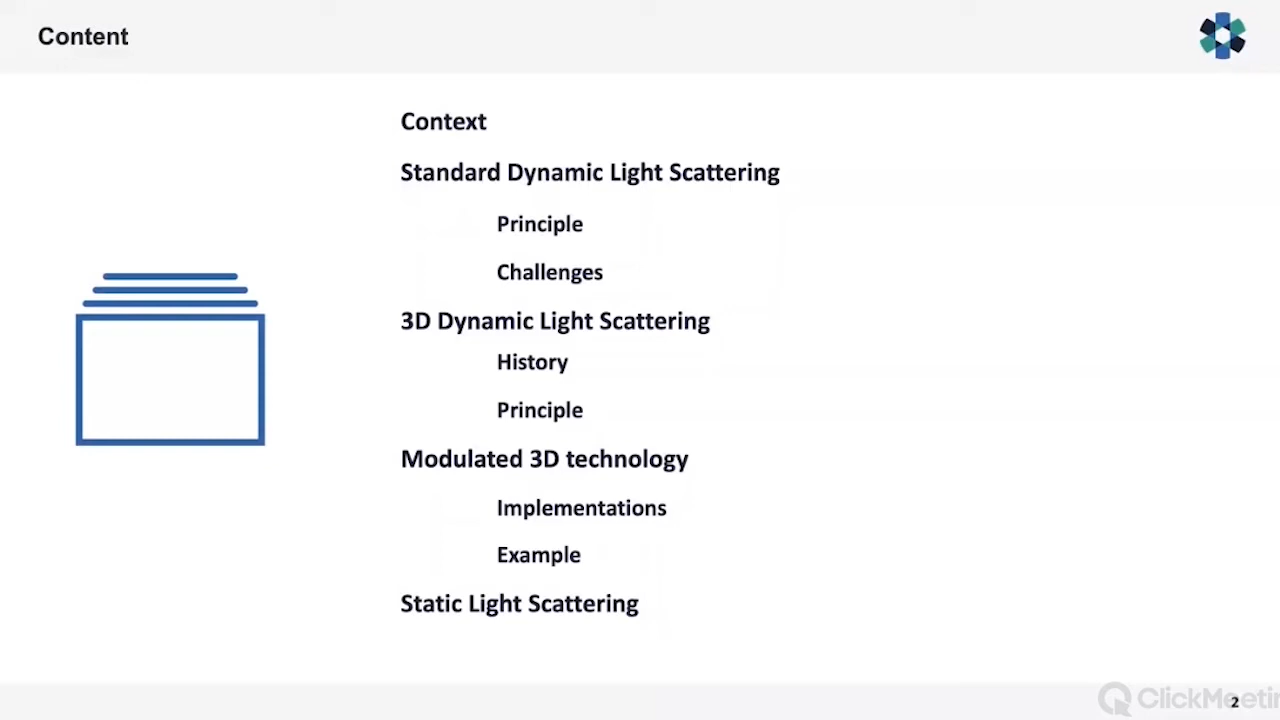 Content
Context
Standard Dynamic Light Scattering
Principle
Challenges
3D Dynamic Light Scattering
History
Principle
Modulated 3D technology
Implementations
Example
Static Light Scattering
ClickMeetin
2